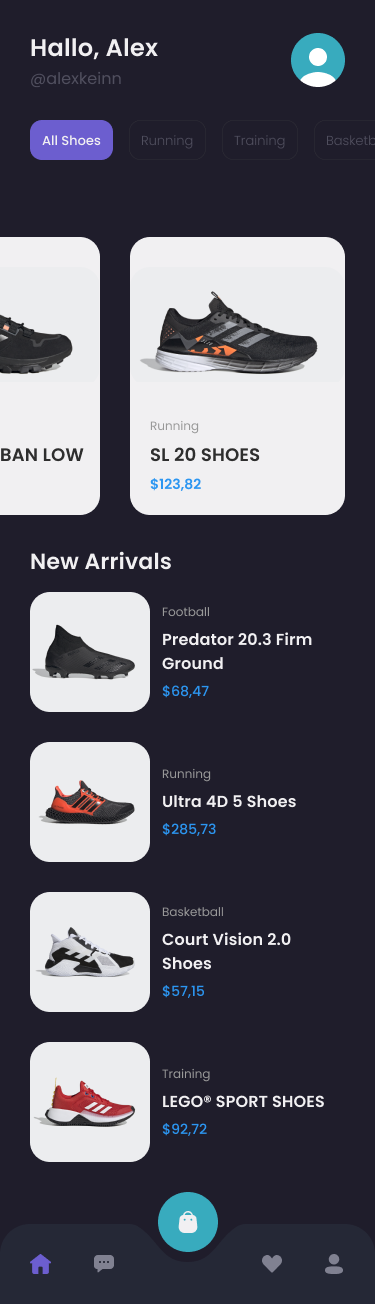 Hallo, Alex
@alexkeinn
All Shoes
Running
Training
Basketb
Running
BAN LOW
SL 20 SHOES
$123,82
New Arrivals
Football
Predator 20.3 Firm
Ground
$68,47
Running
Ultra 4D 5 Shoes
$285,73
Basketball
Court Vision 2.0
Shoes
$57,15
Training
LEGO® SPORT SHOES
$92,72